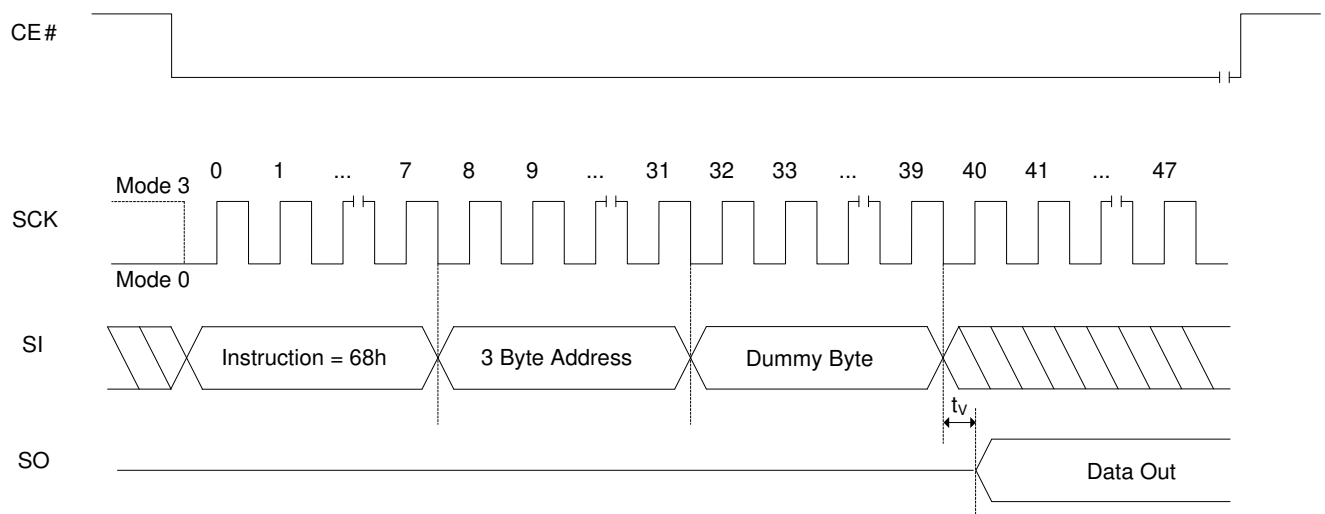 CE#
0 1 ... 7 8 9 ... 31 32 33 ... 39 40 41 ... 47
Mode 3
SCK
Mode 0
SI
Instruction = 68h
3 Byte Address
Dummy Byte
tV
SO
Data Out